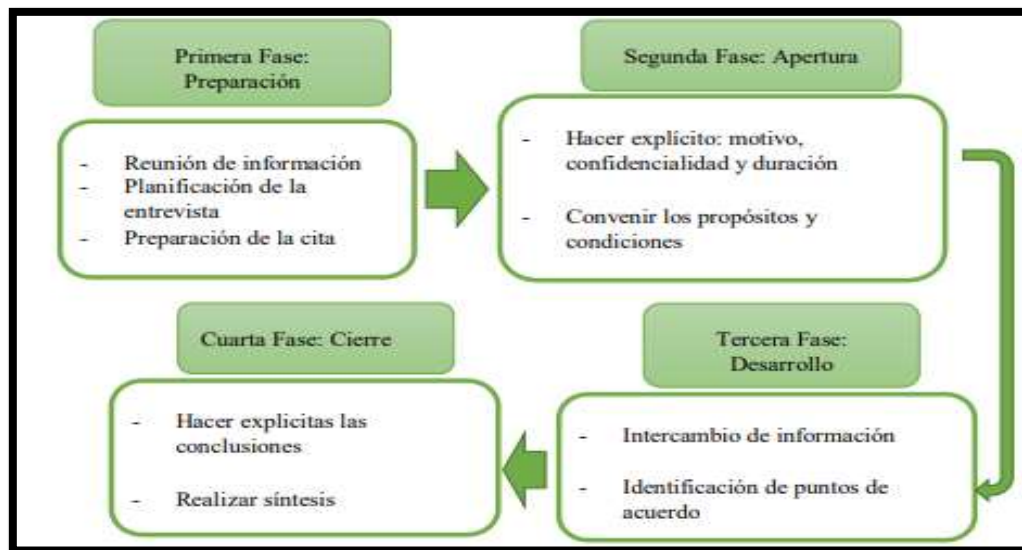 Primera Fase:
Preparación
- Reunión de información
- Planificación de la
entrevista
- Preparación de la cita
Segunda Fase: Apertura
- Hacer explícito: motivo,
confidencialidad y duración
- Convenir los propósitos y
condiciones
Tercera Fase:
Desarrollo
- Intercambio de información
- Identificación de puntos de
acuerdo
Cuarta Fase: Cierre
- Hacer explicitas las
conclusiones
- Realizar síntesis